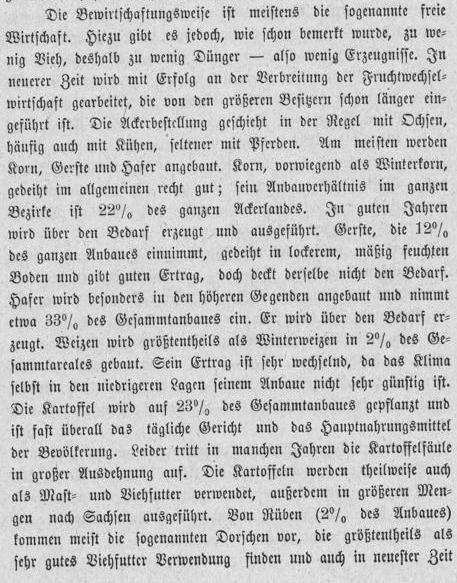 Die Bewirtschaftungsweise ist meistens die sogenannte freie
Wirtschaft. Hiezu gibt es jedoch, wie schon bemerkt wurde, zu we-
nig Vieh, deshalb zu wenig Dünger — also wenig Erzeugnisse. In
neuerer Zeit wird mit Erfolg an der Verbreitung der Fruchtwechsel-
wirtschaft gearbeitet, die von den größeren Besitzern schon länger ein-
geführt ist. Die Ackerbestellung geschieht in der Regel mit Ochsen,
häufig auch mit Kühen, seltener mit Pferden. Am meisten werden
Korn, Gerste und Hafer angebaut. Korn, vorwiegend als Winterkorn,
gedeiht im allgemeinen recht gut; sein Anbauverhältnis im ganzen
Bezirke ist 22% des ganzen Ackerlandes. In guten Jahren
wird über den Bedarf erzeugt und ausgeführt. Gerste, die 12%
des ganzen Anbaues einnimmt, gedeiht in lockerem, mäßig feuchten
Boden und gibt guten Ertrag, doch deckt derselbe nicht den Bedarf.
Hafer wird besonders in den höheren Gegenden angebaut und nimmt
etwa 33% des Gesammtanbaues ein. Er wird über den Bedarf er-
zeugt. Weizen wird größtentheils als Winterweizen in 2% des Ge-
sammtareales gebaut. Sein Ertrag ist sehr wechselnd, da das Klima
selbst in den niedrigeren Lagen seinem Anbaue nicht sehr günstig ist.
Die Kartoffel wird auf 23% des Gesammtanbaues gepflanzt und
ist fast überall das tägliche Gericht und das Hauptnahrungsmittel
der Bevölkerung. Leider tritt in manchen Jahren die Kartoffelfäule
in großer Ausdehnung auf. Die Kartoffeln werden theilweise auch
als Mast- und Viehfutter verwendet, außerdem in größeren Men-
gen nach Sachsen ausgeführt. Von Rüben (2% des Anbaues)
kommen meist die sogenannten Dorschen vor, die größtentheils als
sehr gutes Viehfutter Verwendung finden und auch in neuester Zeit